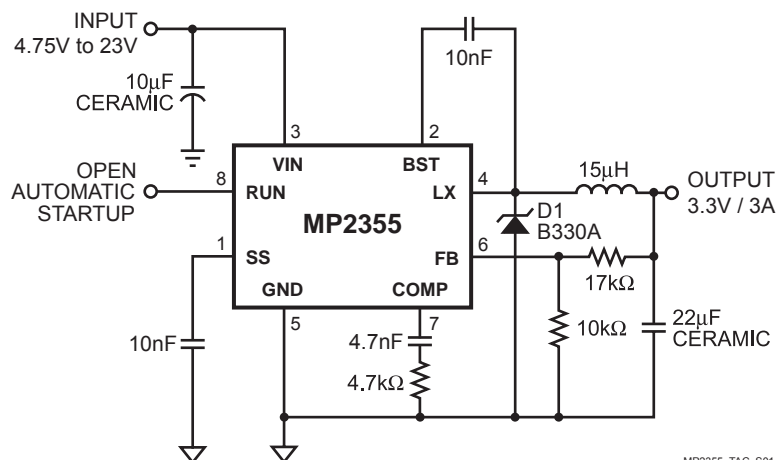 INPUT
4.75V to 23V
10µF
CERAMIC
10nF
3
2
VIN
BST
OPEN
AUTOMATIC
STARTUP
8
RUN
LX
4
15µH
OUTPUT
3.3V / 3A
MP2355
D1
B330A
1
SS
FB
6
17kΩ
GND
COMP
5
7
10nF
4.7nF
4.7kΩ
10kΩ
22µF
CERAMIC